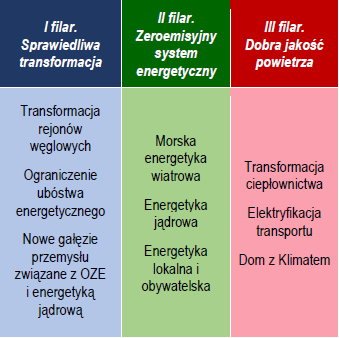 I filar.
Sprawiedliwa
transformacja
Transformacja
rejonów
węglowych
Ograniczenie
ubóstwa
energetycznego
Nowe gałęzie
przemysłu
związane z OZE
i energetyką
jądrową
II filar.
Zeroemisyjny
system
energetyczny
Morska
energetyka
wiatrowa
Energetyka
jądrowa
Energetyka
lokalna i
obywatelska
III filar.
Dobra jakość
powietrza
Transformacja
ciepłownictwa
Elektryfikacja
transportu
Dom z Klimatem